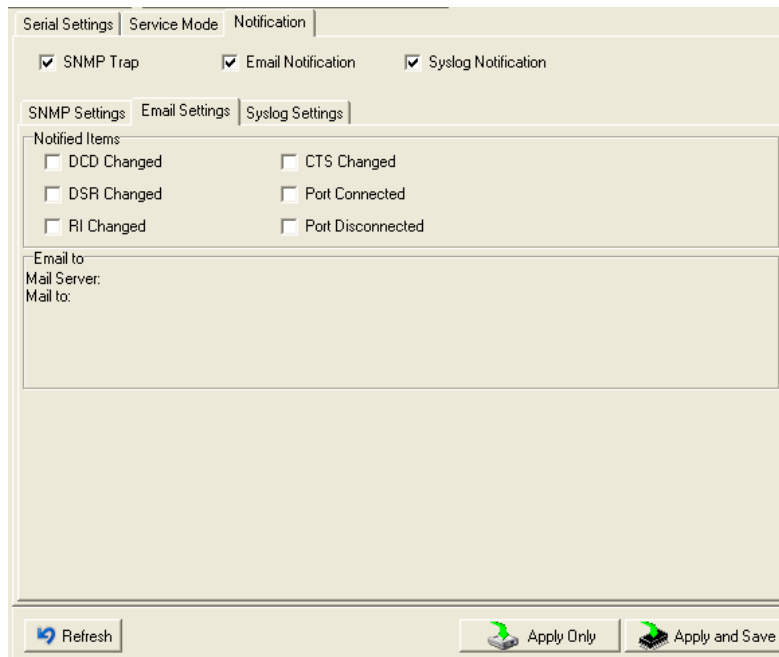 Serial Settings Service Mode Notification
SNMP Trap Email Notification Syslog Notification
SNMP Settings Email Settings Syslog Settings
Notified Items
DCD Changed CTS Changed
DSR Changed Port Connected
RI Changed Port Disconnected
Email to
Mail Server:
Mail to:
Refresh Apply Only Apply and Save